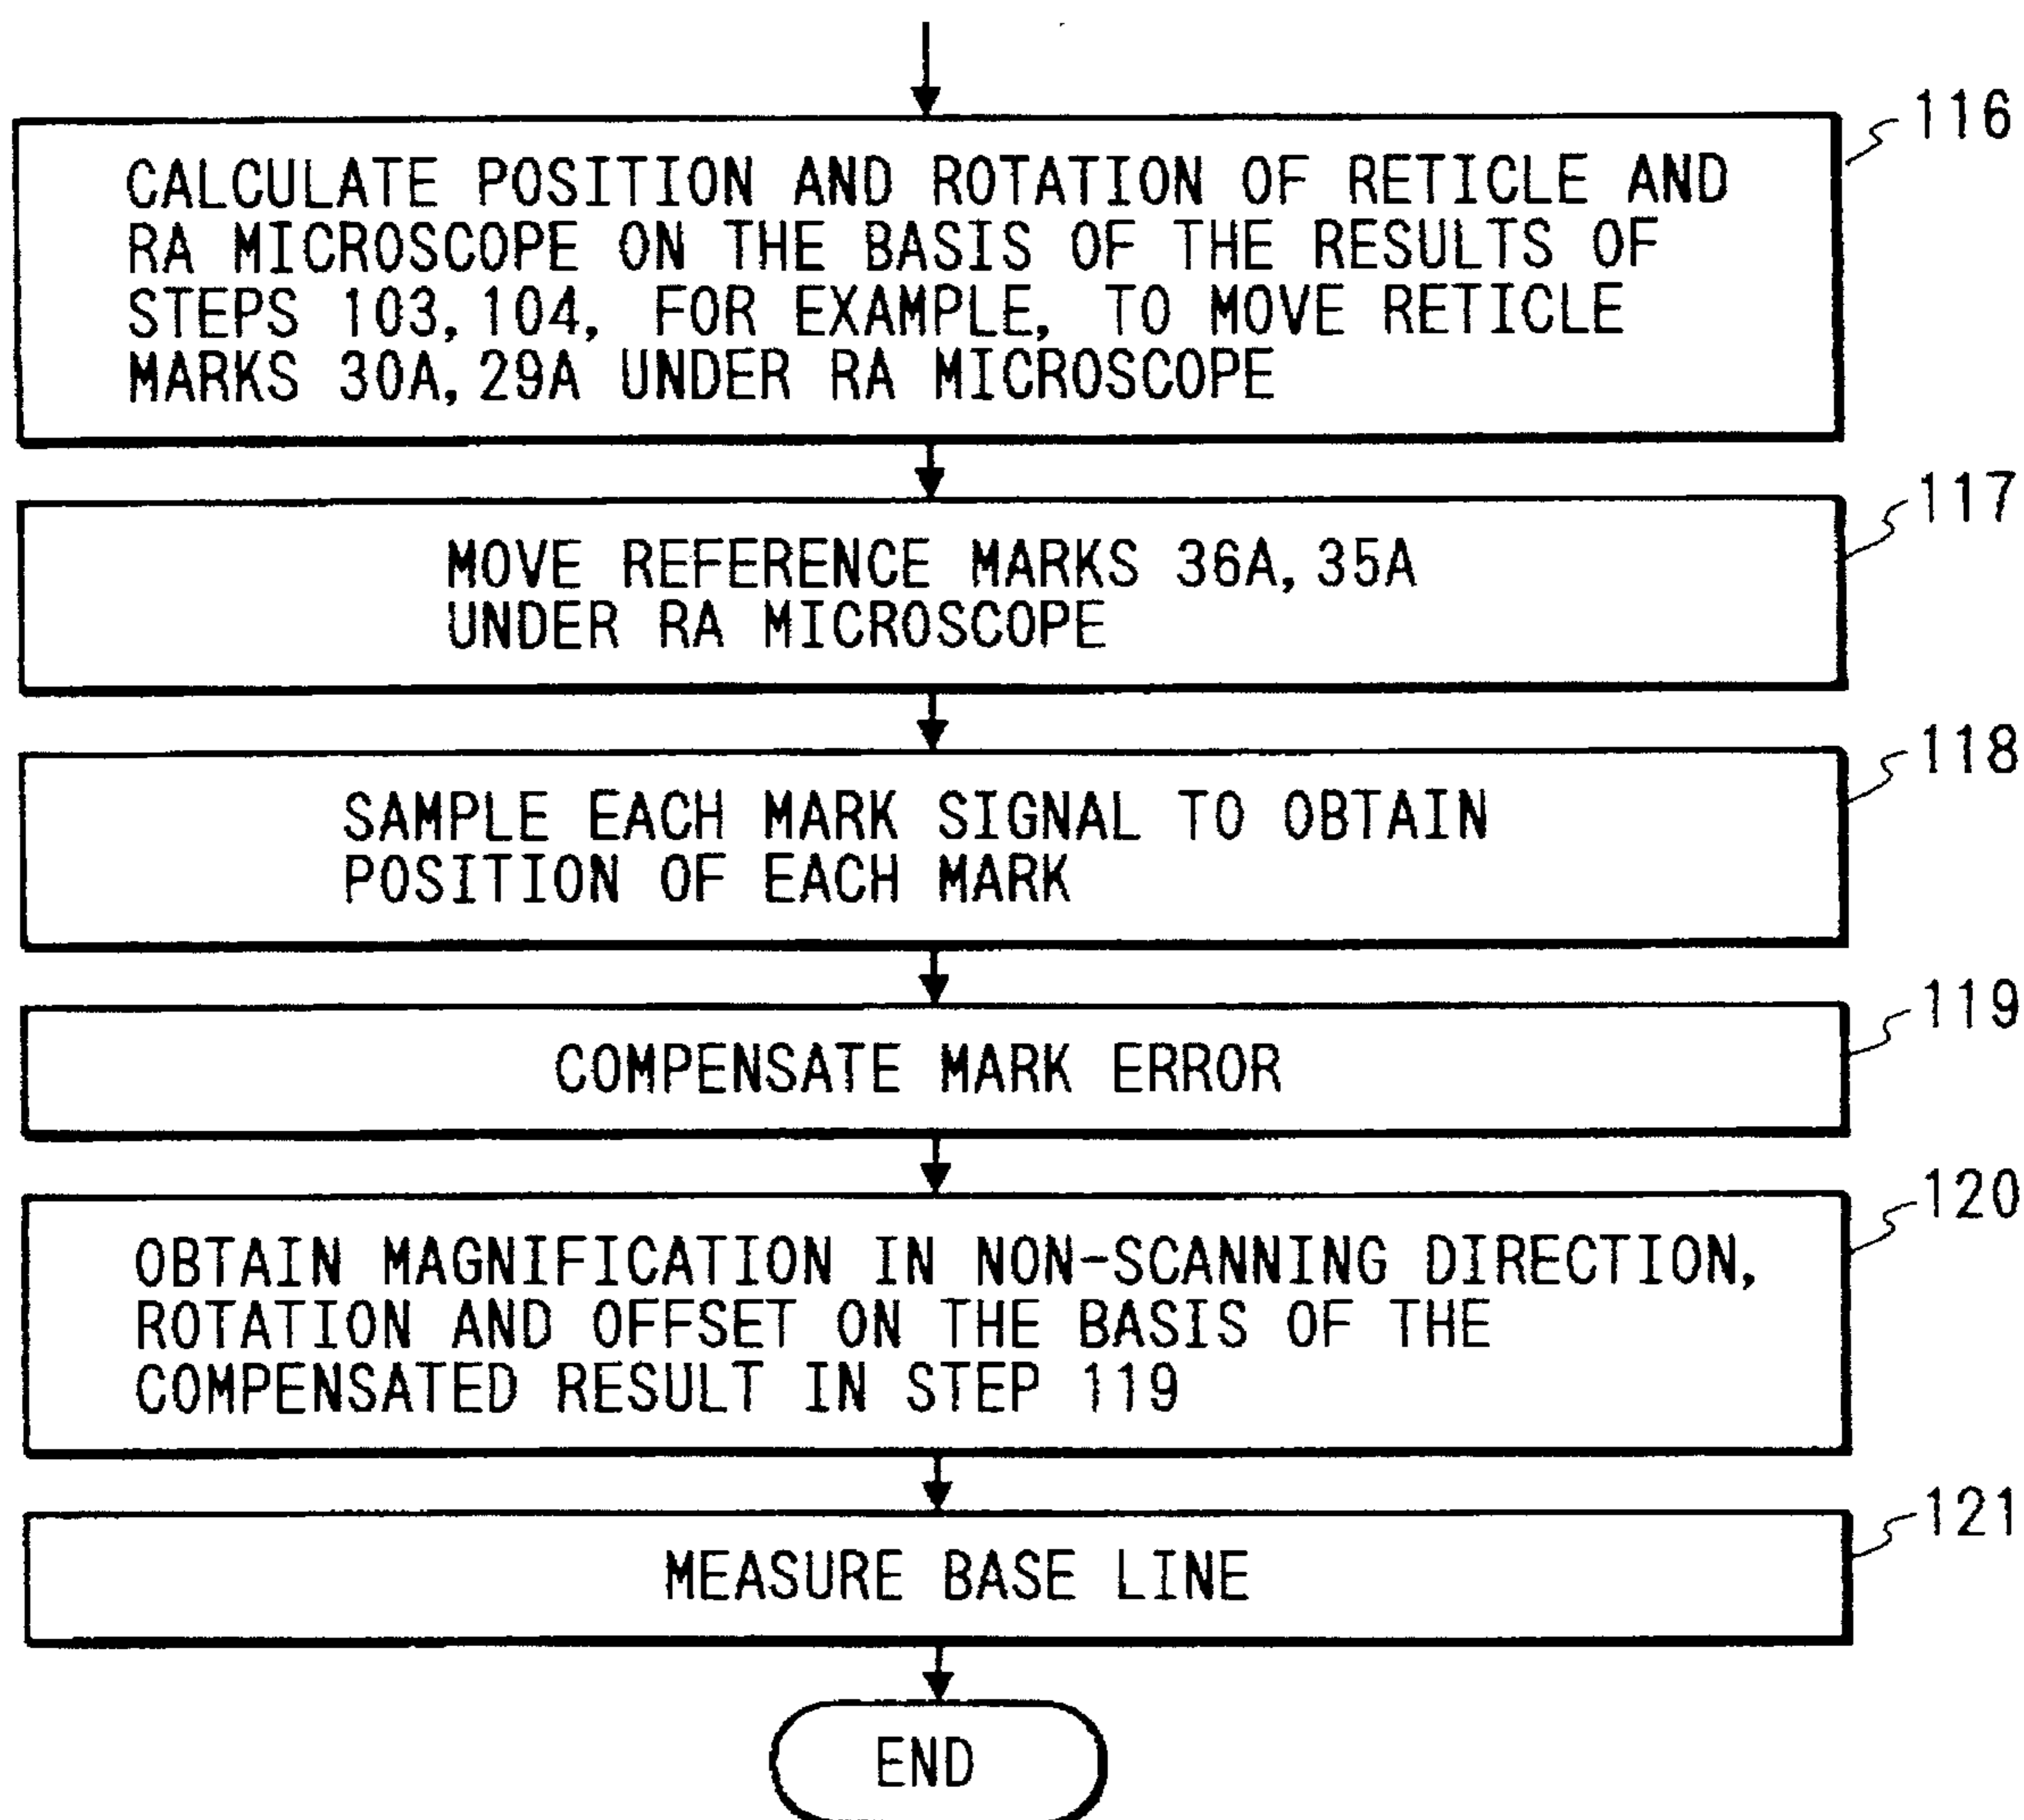 116
CALCULATE POSITION AND ROTATION OF RETICLE AND
RA MICROSCOPE ON THE BASIS OF THE RESULTS OF
STEPS 103, 104, FOR EXAMPLE, TO MOVE RETICLE
MARKS 30A, 29A UNDER RA MICROSCOPE
117
MOVE REFERENCE MARKS 36A, 35A
UNDER RA MICROSCOPE
118
SAMPLE EACH MARK SIGNAL TO OBTAIN
POSITION OF EACH MARK
119
COMPENSATE MARK ERROR
120
OBTAIN MAGNIFICATION IN NON-SCANNING DIRECTION,
ROTATION AND OFFSET ON THE BASIS OF THE
COMPENSATED RESULT IN STEP 119
121
MEASURE BASE LINE
END